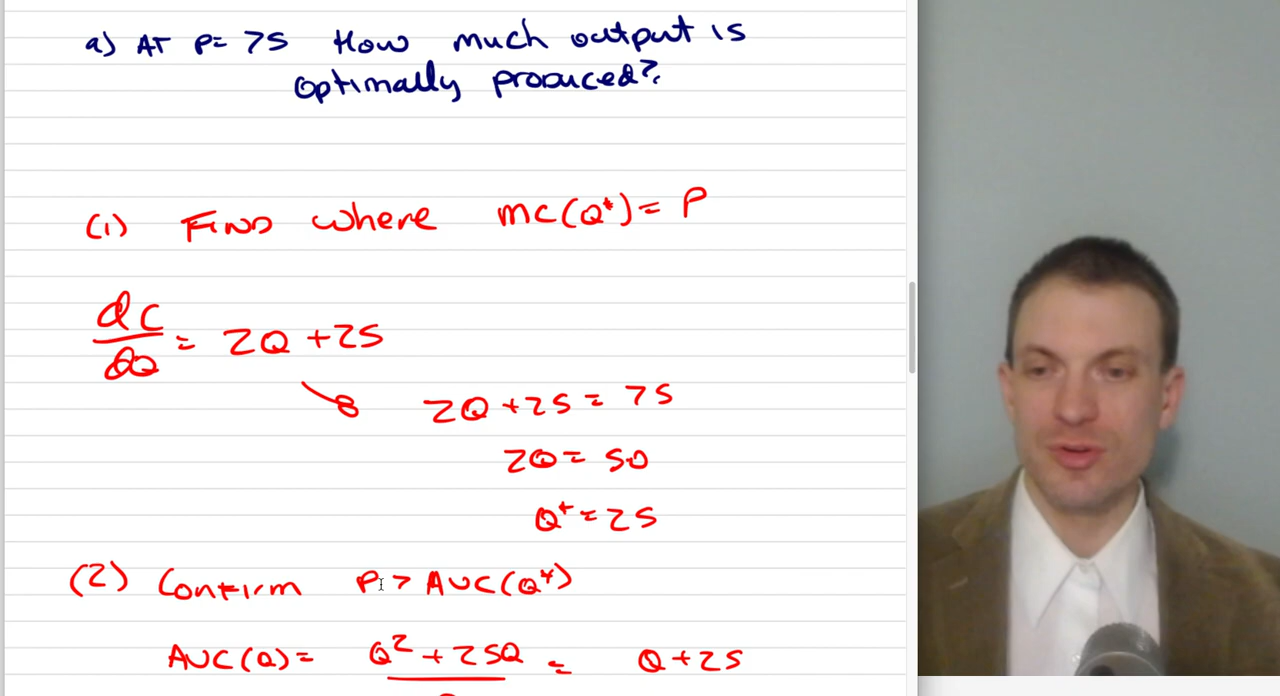 a) AT P= 75 How much output is
optimally produced?
(1) FIND where MC(Q*)= P
dC/dQ = 2Q +25
2Q +25 = 75
2Q = 50
Q* = 25
(2) Confirm P > AVC(Q*)
AVC(Q)= Q² + 25Q = Q + 25